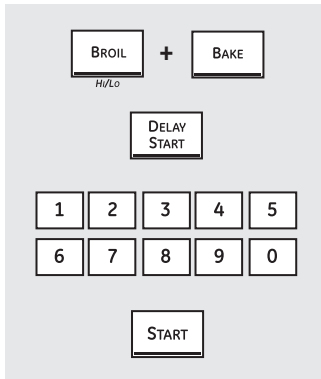 BROIL + BAKE
HI/LO
DELAY
START
1 2 3 4 5
6 7 8 9 0
START